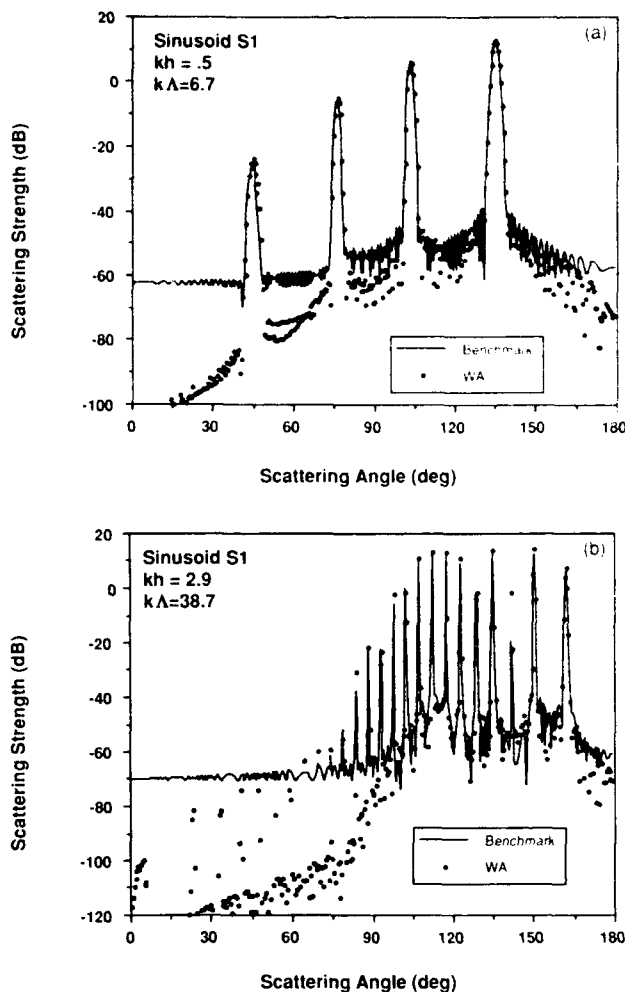 (a)
Sinusoid S1
kh = .5
kΛ=6.7
20
0
-20
-40
-60
-80
-100
Scattering Strength (dB)
Benchmark
WA
0
30
60
90
120
150
180
Scattering Angle (deg)
(b)
Sinusoid S1
kh = 2.9
kΛ=38.7
20
0
-20
-40
-60
-80
-100
-120
Scattering Strength (dB)
Benchmark
WA
0
30
60
90
120
150
180
Scattering Angle (deg)